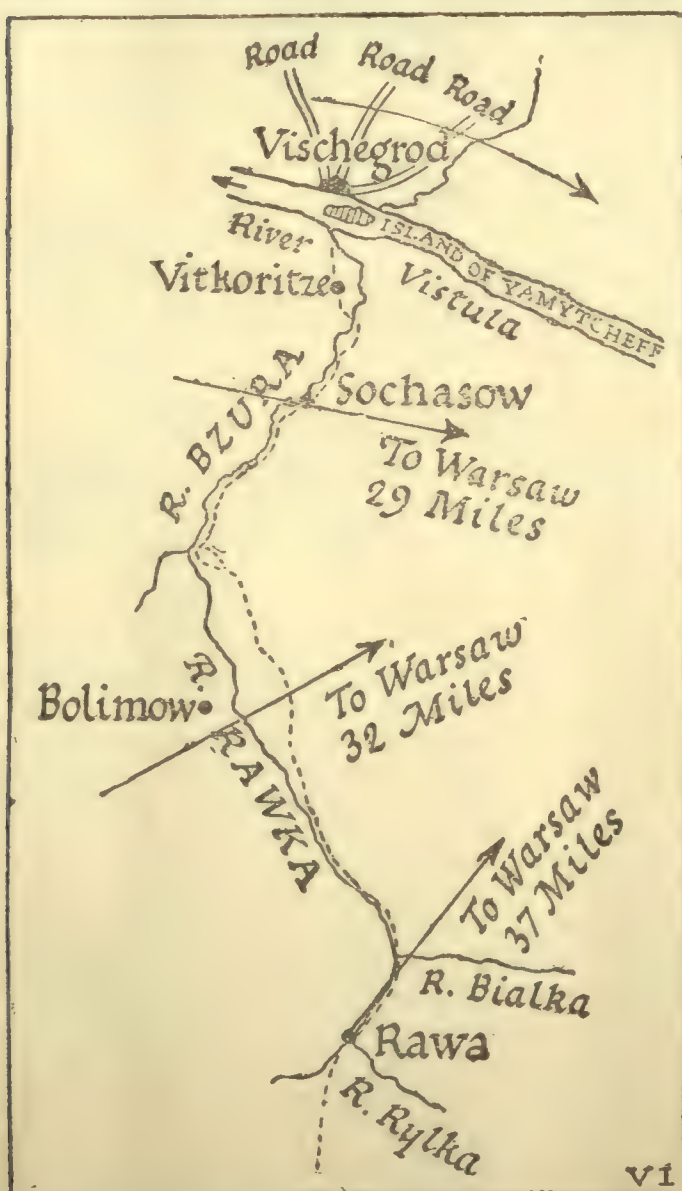 Road
Road
Road
Vischegrod
River
ISLAND OF YAMYTCHEFF
Vitkoritze
Vistula
R. BZURA
Sochasow
To Warsaw
29 Miles
R.
RAWKA
Bolimow
To Warsaw
32 Miles
To Warsaw
37 Miles
R. Bialka
Rawa
R. Rylka
VI